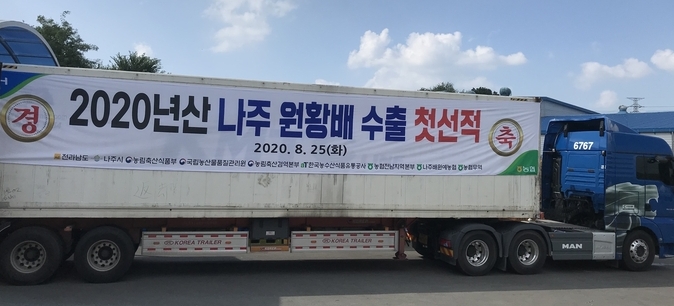 경 2020년산 나주 원황배 수출 첫선적 축
2020. 8. 25(화)
전라남도 나주시 농림축산식품부 국립농산물품질관리원 농림축산검역본부 aT한국농수산식품유통공사 농협전남지역본부 나주배원예농협 농협무역
농협
6767
KOREA TRAILER KOREA TRAILER
MAN